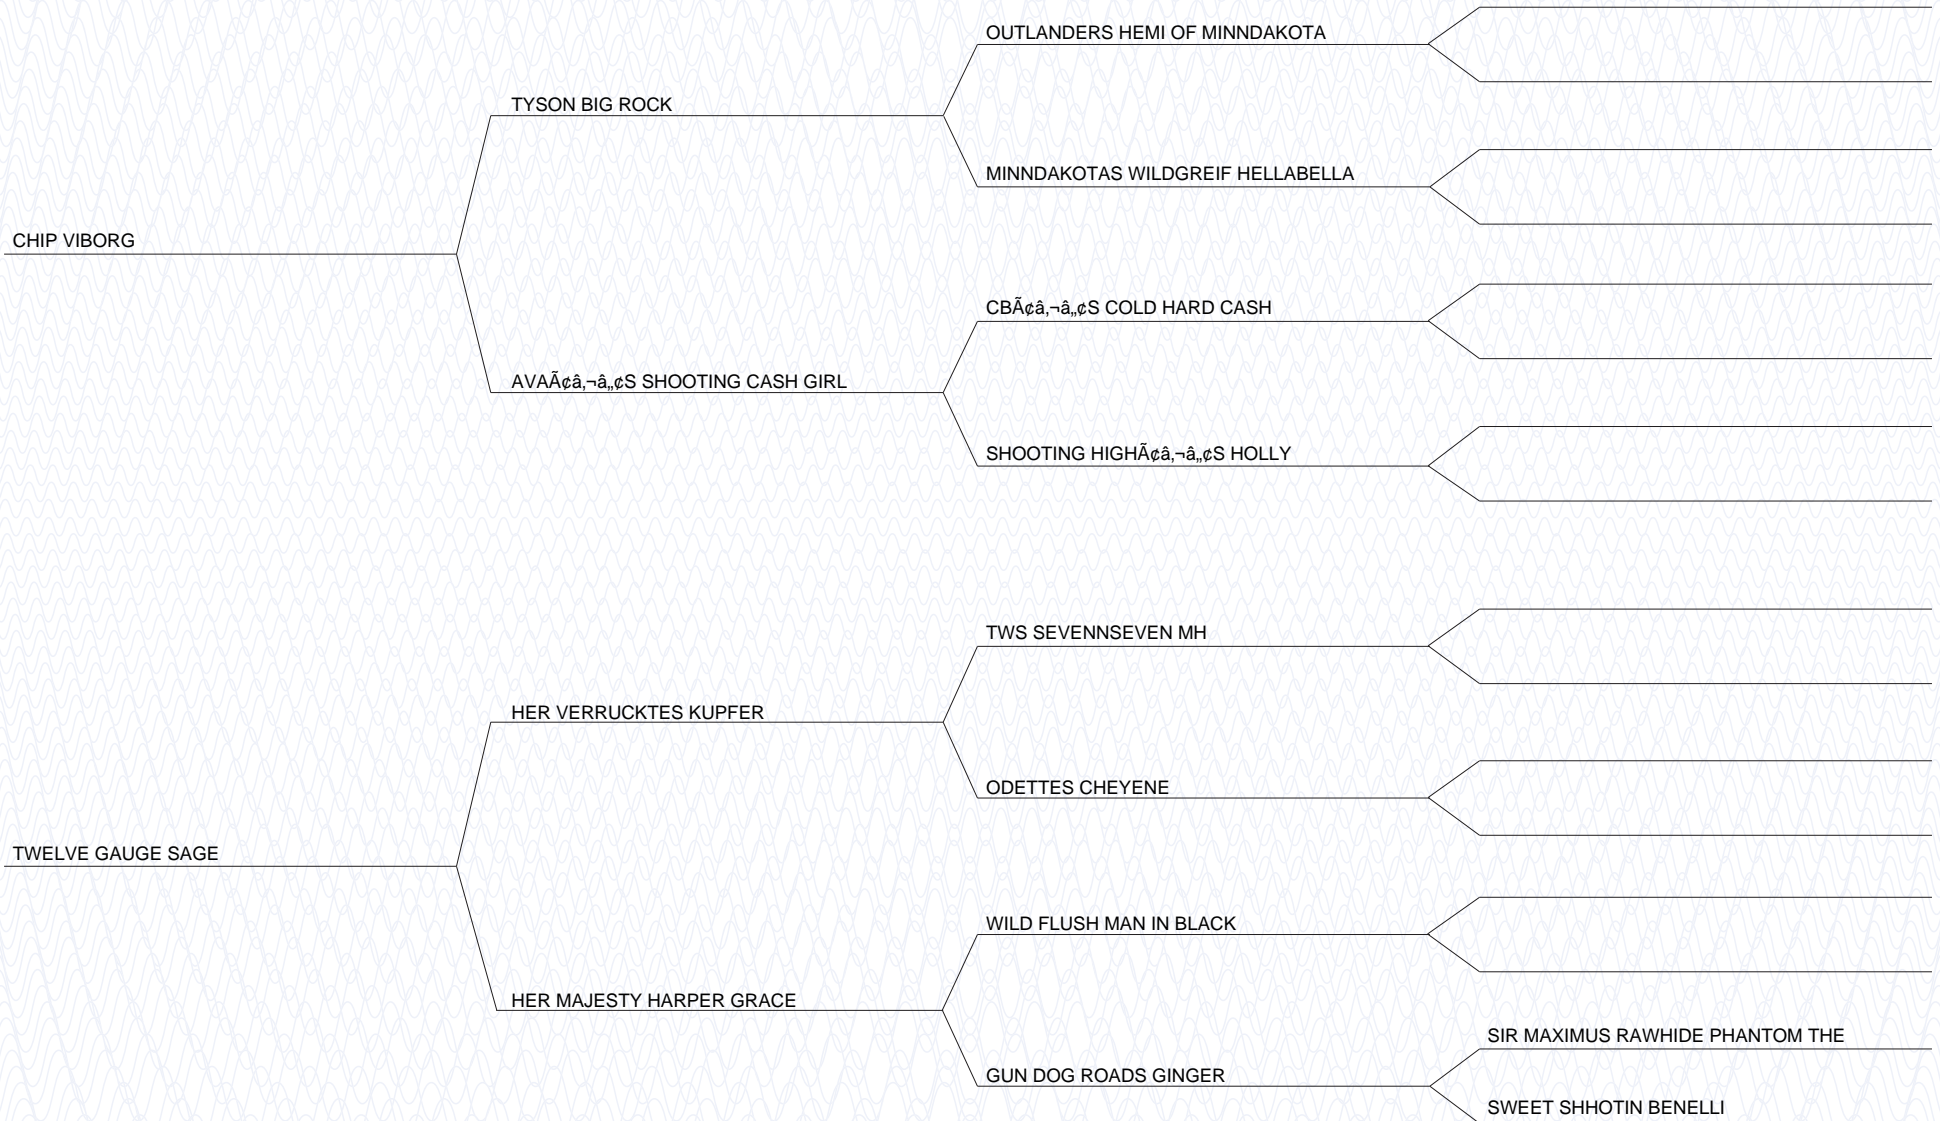 OUTLANDERS HEMI OF MINNDAKOTA
TYSON BIG ROCK
MINNDAKOTAS WILDGREIF HELLABELLA
CHIP VIBORG
CBÃ¢â‚¬â„¢S COLD HARD CASH
AVAÃ¢â‚¬â„¢S SHOOTING CASH GIRL
SHOOTING HIGHÃ¢â‚¬â„¢S HOLLY
TWS SEVENNSEVEN MH
HER VERRUCKTES KUPFER
ODETTES CHEYENE
TWELVE GAUGE SAGE
WILD FLUSH MAN IN BLACK
HER MAJESTY HARPER GRACE
SIR MAXIMUS RAWHIDE PHANTOM THE
GUN DOG ROADS GINGER
SWEET SHHOTIN BENELLI